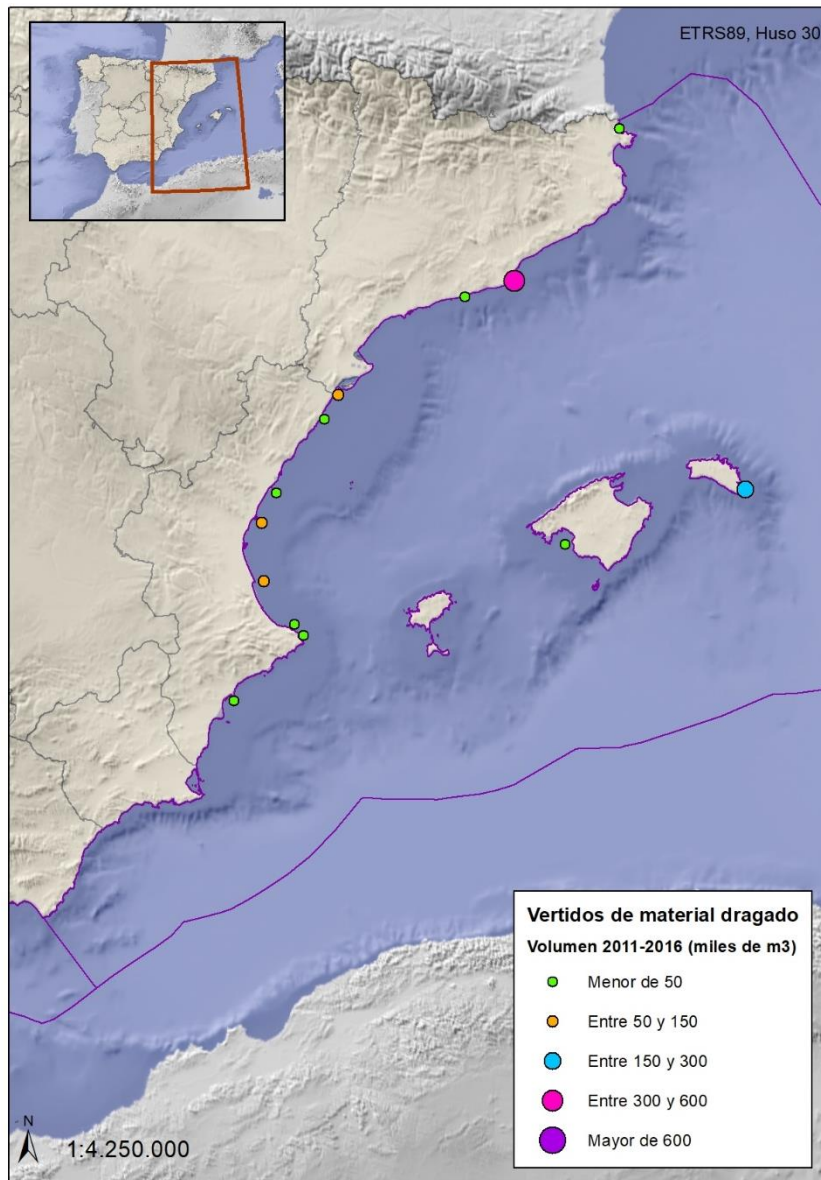 ETRS89, Huso 30
Vertidos de material dragado
Volumen 2011-2016 (miles de m3)
Menor de 50
Entre 50 y 150
Entre 150 y 300
Entre 300 y 600
Mayor de 600
N
1:4.250.000